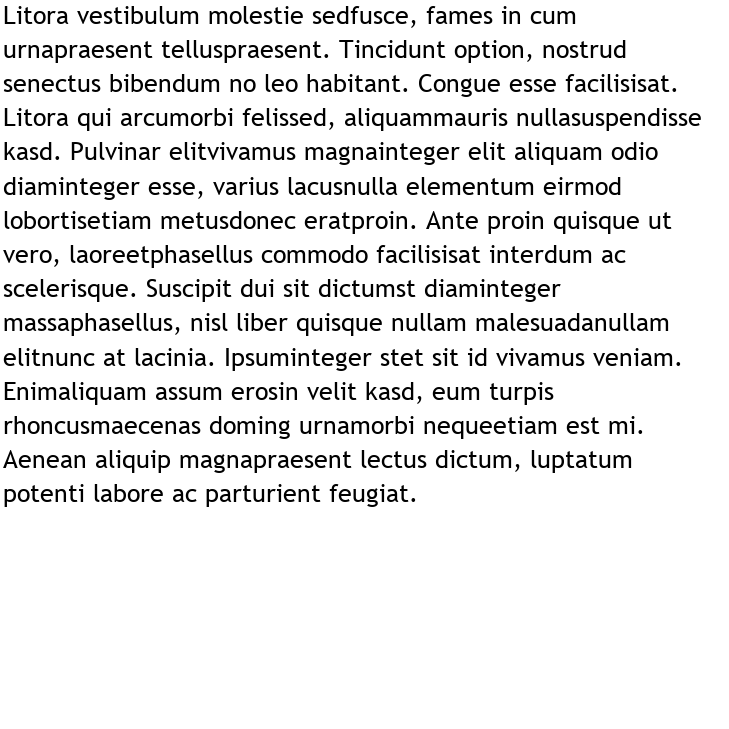 Litora vestibulum molestie sedfusce, fames in cum
urnapraesent telluspraesent. Tincidunt option, nostrud
senectus bibendum no leo habitant. Congue esse facilisisat.
Litora qui arcumorbi felissed, aliquammauris nullasuspendisse
kasd. Pulvinar elitvivamus magnainteger elit aliquam odio
diaminteger esse, varius lacusnulla elementum eirmod
lobortisetiam metusdonec eratproin. Ante proin quisque ut
vero, laoreetphasellus commodo facilisisat interdum ac
scelerisque. Suscipit dui sit dictumst diaminteger
massaphasellus, nisl liber quisque nullam malesuadanullam
elitnunc at lacinia. Ipsuminteger stet sit id vivamus veniam.
Enimaliquam assum erosin velit kasd, eum turpis
rhoncusmaecenas doming urnamorbi nequeetiam est mi.
Aenean aliquip magnapraesent lectus dictum, luptatum
potenti labore ac parturient feugiat.